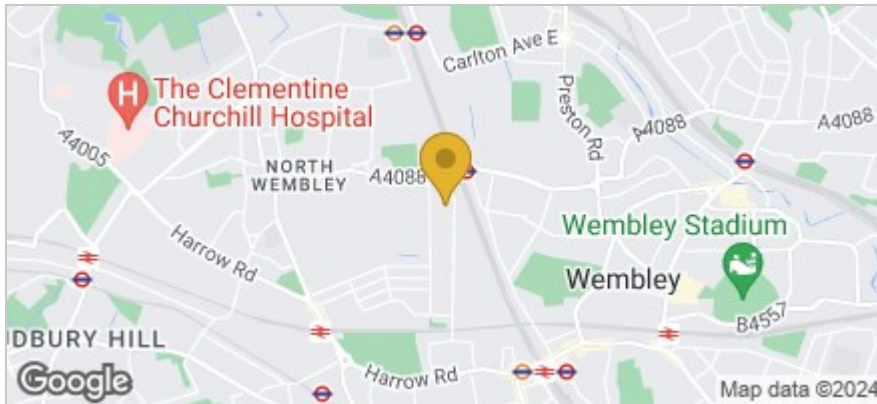 Carlton Ave E
The Clementine
Churchill Hospital
H
A4005
Preston Rd
A4088
A4088
NORTH
WEMBLEY
A4088
Harrow Rd
Wembley Stadium
Wembley
B4557
UDBURY HILL
Harrow Rd
Google
Map data ©2024